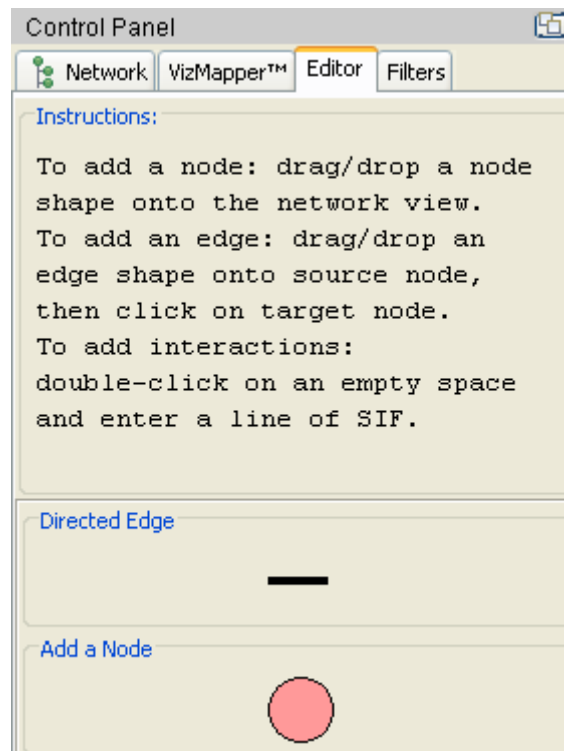 Control Panel
Network VizMapper™ Editor Filters
Instructions:
To add a node: drag/drop a node
shape onto the network view.
To add an edge: drag/drop an
edge shape onto source node,
then click on target node.
To add interactions:
double-click on an empty space
and enter a line of SIF.
Directed Edge
Add a Node